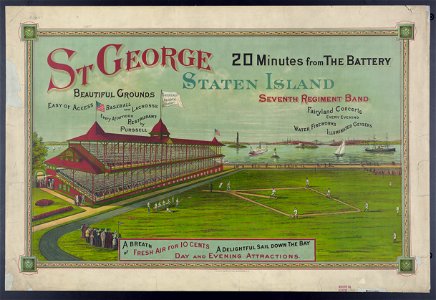 ST GEORGE
20 Minutes from THE BATTERY
STATEN ISLAND
BEAUTIFUL GROUNDS
SEVENTH REGIMENT BAND
EASY OF ACCESS
BASEBALL AND LACROSSE
EVERY AFTERNOON
RESTAURANT
PURSSELL
Fairyland Concerts
EVERY EVENING
WATER FIREWORKS
ILLUMINATED GEYSERS
A BREATH
of FRESH AIR FOR 10 CENTS
A DELIGHTFUL SAIL DOWN THE BAY
DAY AND EVENING ATTRACTIONS.